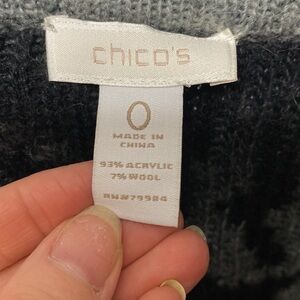 chico's
0
MADE IN
CHINA
93% ACRYLIC
7% WOOL
RN#79984